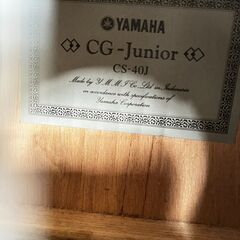 YAMAHA
CG-Junior
CS-40J
Made by Y.M.M.I Co. Ltd in Indonesia
in accordance with specifications of
Yamaha Corporation